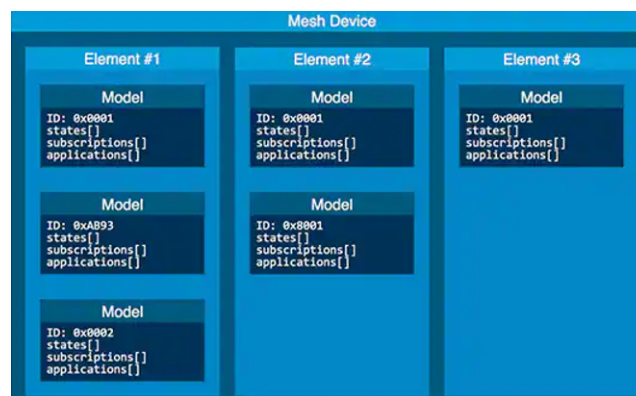 Mesh Device
Element #1
Model
ID: 0x0001
states[]
subscriptions[]
applications[]
Model
ID: 0xAB93
states[]
subscriptions[]
applications[]
Model
ID: 0x0002
states[]
subscriptions[]
applications[]
Element #2
Model
ID: 0x0001
states[]
subscriptions[]
applications[]
Model
ID: 0x8001
states[]
subscriptions[]
applications[]
Element #3
Model
ID: 0x0001
states[]
subscriptions[]
applications[]